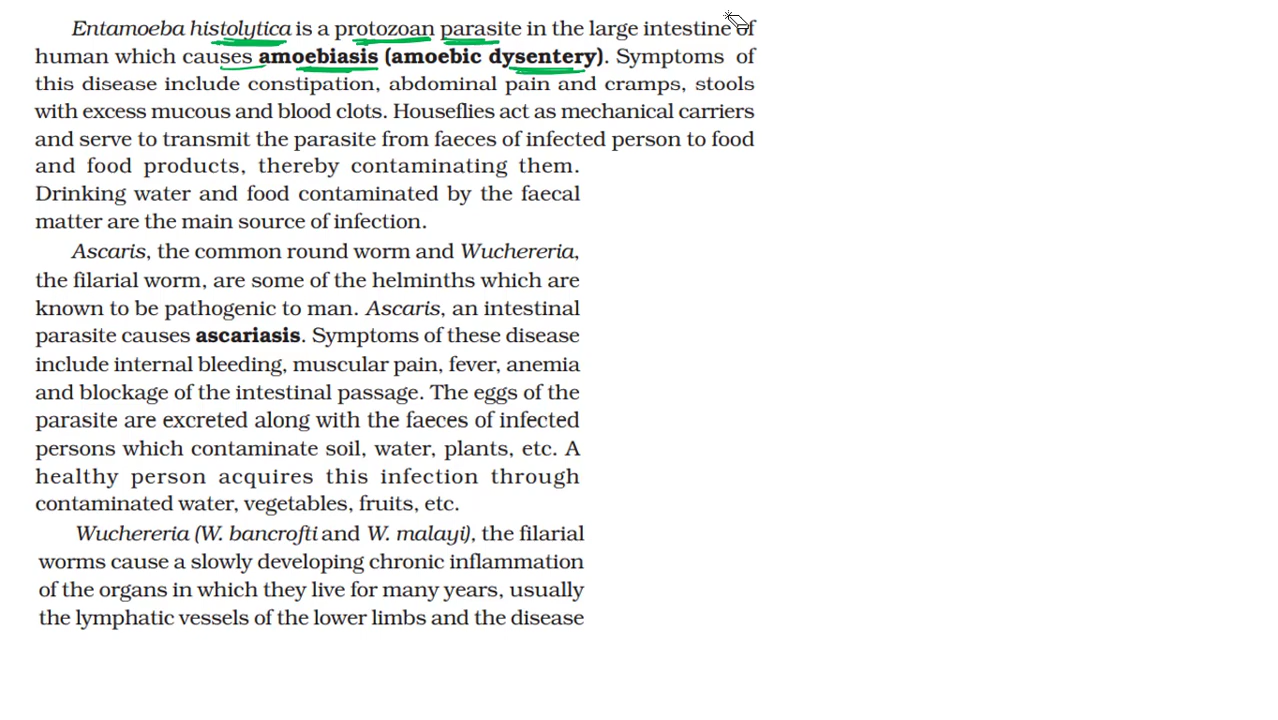 Entamoeba histolytica is a protozoan parasite in the large intestine of
human which causes amoebiasis (amoebic dysentery). Symptoms of
this disease include constipation, abdominal pain and cramps, stools
with excess mucous and blood clots. Houseflies act as mechanical carriers
and serve to transmit the parasite from faeces of infected person to food
and food products, thereby contaminating them.
Drinking water and food contaminated by the faecal
matter are the main source of infection.
Ascaris, the common round worm and Wuchereria,
the filarial worm, are some of the helminths which are
known to be pathogenic to man. Ascaris, an intestinal
parasite causes ascariasis. Symptoms of these disease
include internal bleeding, muscular pain, fever, anemia
and blockage of the intestinal passage. The eggs of the
parasite are excreted along with the faeces of infected
persons which contaminate soil, water, plants, etc. A
healthy person acquires this infection through
contaminated water, vegetables, fruits, etc.
Wuchereria (W. bancrofti and W. malayi), the filarial
worms cause a slowly developing chronic inflammation
of the organs in which they live for many years, usually
the lymphatic vessels of the lower limbs and the disease